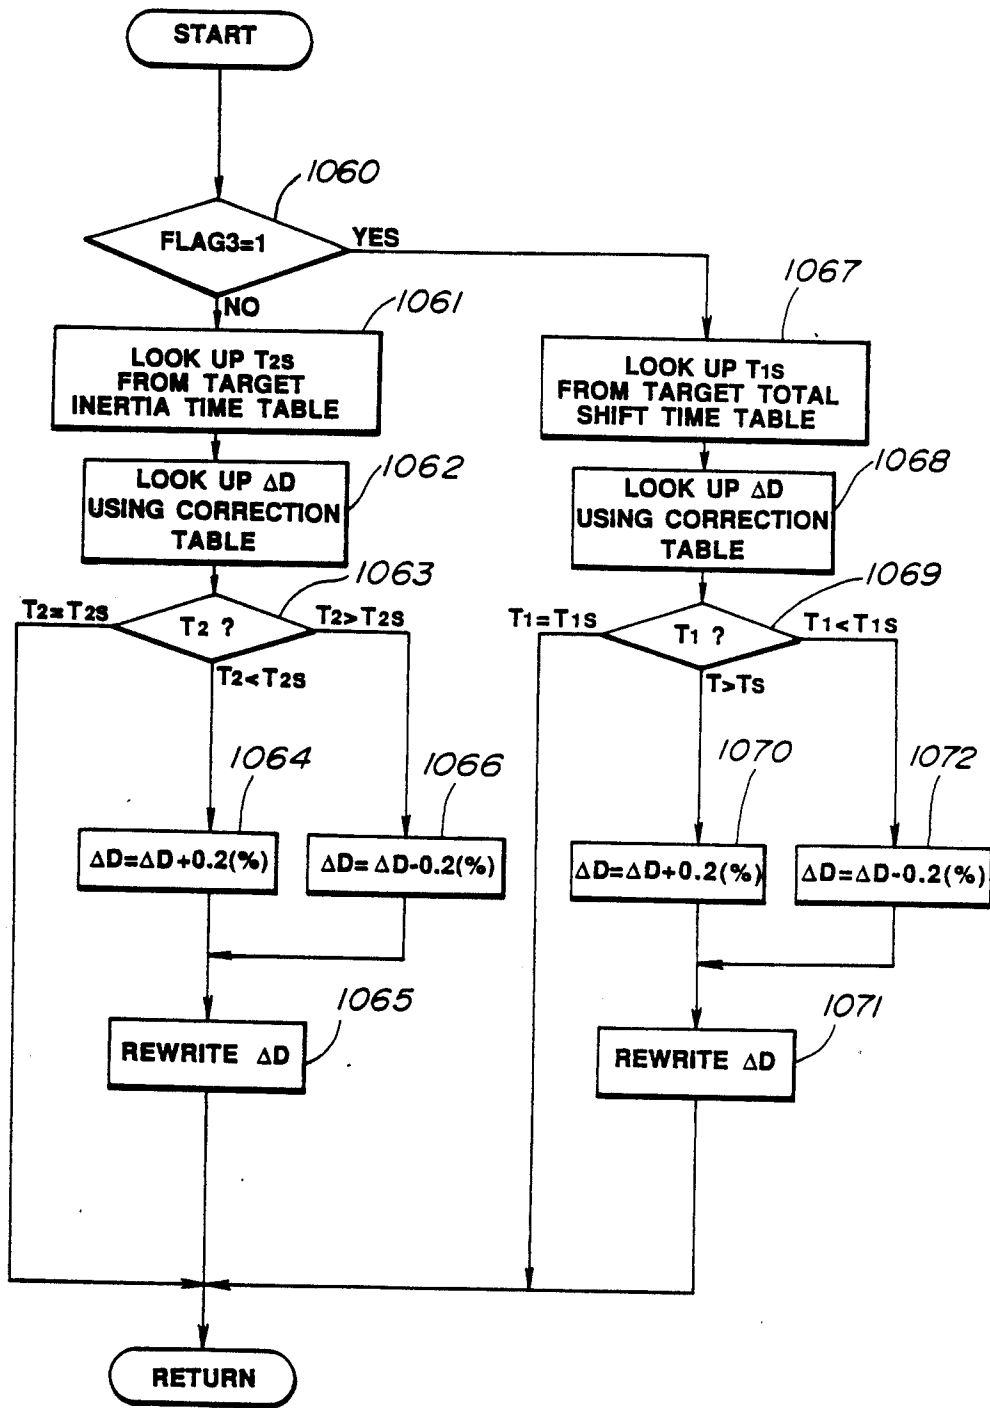 START
1060
FLAG3=1
YES
NO
1061
LOOK UP T2S
FROM TARGET
INERTIA TIME TABLE
1067
LOOK UP T1S
FROM TARGET TOTAL
SHIFT TIME TABLE
1062
LOOK UP ΔD
USING CORRECTION
TABLE
1068
LOOK UP ΔD
USING CORRECTION
TABLE
1063
T2=T2S
T2 ?
T2>T2S
T2<T2S
1069
T1=T1S
T1 ?
T1<T1S
T>TS
1064
ΔD=ΔD+0.2(%)
1066
ΔD=ΔD-0.2(%)
1070
ΔD=ΔD+0.2(%)
1072
ΔD=ΔD-0.2(%)
1065
REWRITE ΔD
1071
REWRITE ΔD
RETURN